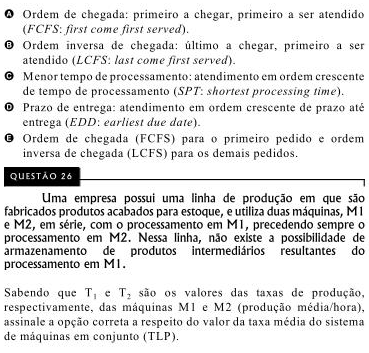 A Ordem de chegada: primeiro a chegar, primeiro a ser atendido
(FCFS: first come first served).
B Ordem inversa de chegada: último a chegar, primeiro a ser
atendido (LCFS: last come first served).
C Menor tempo de processamento: atendimento em ordem crescente
de tempo de processamento (SPT: shortest processing time).
D Prazo de entrega: atendimento em ordem crescente de prazo até
entrega (EDD: earliest due date).
E Ordem de chegada (FCFS) para o primeiro pedido e ordem
inversa de chegada (LCFS) para os demais pedidos.
QUESTÃO 26
Uma empresa possui uma linha de produção em que são
fabricados produtos acabados para estoque, e utiliza duas máquinas, M1
e M2, em série, com o processamento em M1, precedendo sempre o
processamento em M2. Nessa linha, não existe a possibilidade de
armazenamento de produtos intermediários resultantes do
processamento em M1.
Sabendo que T₁ e T₂ são os valores das taxas de produção,
respectivamente, das máquinas M1 e M2 (produção média/hora),
assinale a opção correta a respeito do valor da taxa média do sistema
de máquinas em conjunto (TLP).